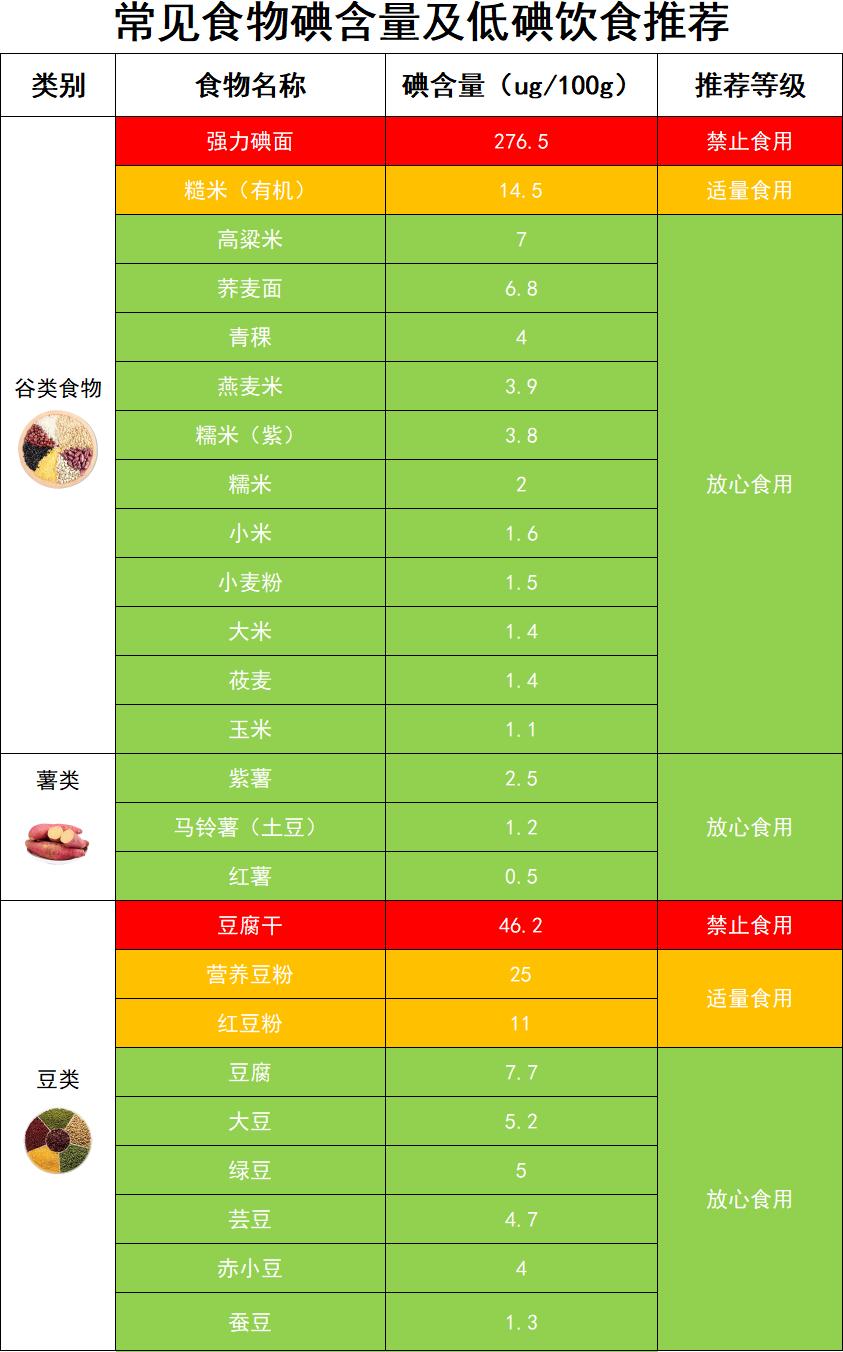 常见食物碘含量及低碘饮食推荐
类别 食物名称 碘含量（ug/100g） 推荐等级
谷类食物
强力碘面 276.5 禁止食用
糙米（有机） 14.5 适量食用
高粱米 7
荞麦面 6.8
青稞 4
燕麦米 3.9
糯米（紫） 3.8
糯米 2 放心食用
小米 1.6
小麦粉 1.5
大米 1.4
莜麦 1.4
玉米 1.1
薯类
紫薯 2.5
马铃薯（土豆） 1.2 放心食用
红薯 0.5
豆类
豆腐干 46.2 禁止食用
营养豆粉 25 适量食用
红豆粉 11
豆腐 7.7
大豆 5.2
绿豆 5 放心食用
芸豆 4.7
赤小豆 4
蚕豆 1.3